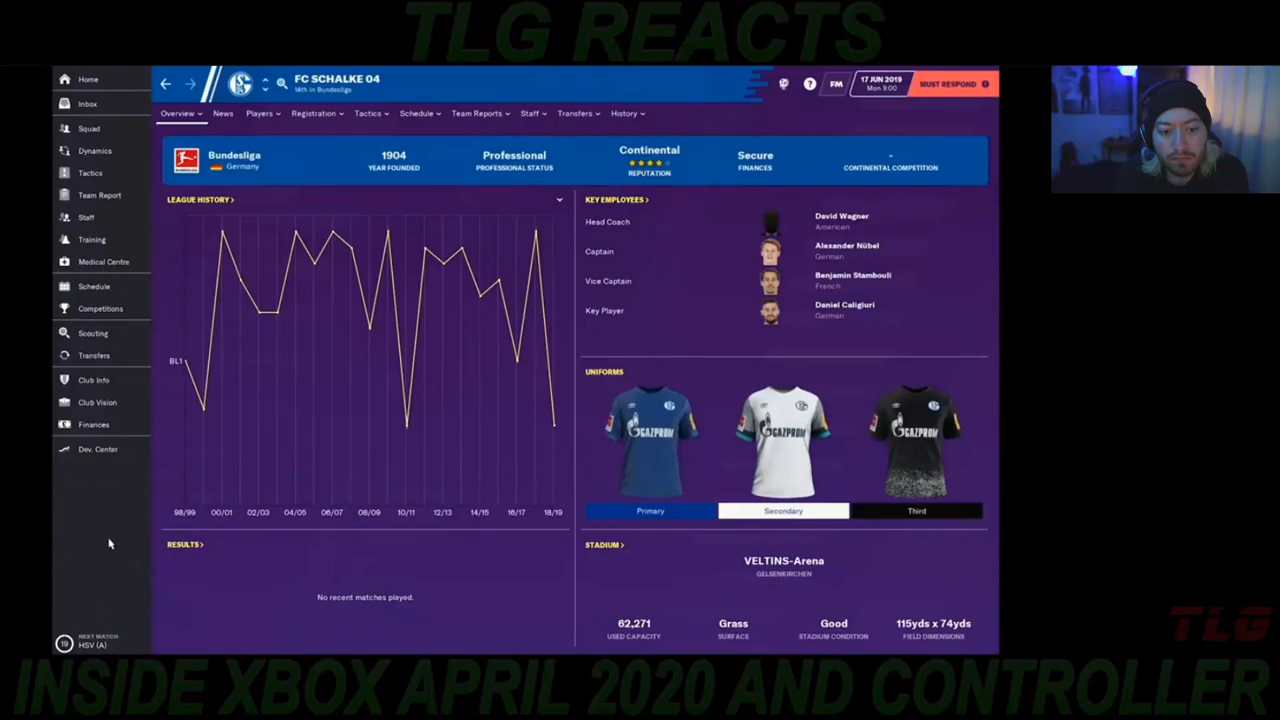 TLG REACTS
Home
Inbox
Squad
Dynamics
Tactics
Team Report
Staff
Training
Medical Centre
Schedule
Competitions
Scouting
Transfers
Club Info
Club Vision
Finances
Dev. Center
19
NEXT MATCH
HSV (A)
FC SCHALKE 04
14th in Bundesliga
? FM 17 JUN 2019 MUST RESPOND
Mon 9:00
Overview News Players Registration Tactics Schedule Team Reports Staff Transfers History
Bundesliga
Germany
1904
YEAR FOUNDED
Professional
PROFESSIONAL STATUS
Continental
REPUTATION
Secure
FINANCES
-
CONTINENTAL COMPETITION
LEAGUE HISTORY >
BL1
98/99 00/01 02/03 04/05 06/07 08/09 10/11 12/13 14/15 16/17 18/19
RESULTS >
No recent matches played.
KEY EMPLOYEES >
Head Coach
David Wagner
American
Captain
Alexander Nübel
German
Vice Captain
Benjamin Stambouli
French
Key Player
Daniel Caligiuri
German
UNIFORMS
GAZPROM GAZPROM GAZPROM
Primary Secondary Third
STADIUM >
VELTINS-Arena
GELSENKIRCHEN
62,271
USED CAPACITY
Grass
SURFACE
Good
STADIUM CONDITION
115yds x 74yds
FIELD DIMENSIONS
TLG
INSIDE XBOX APRIL 2020 AND CONTROLLER